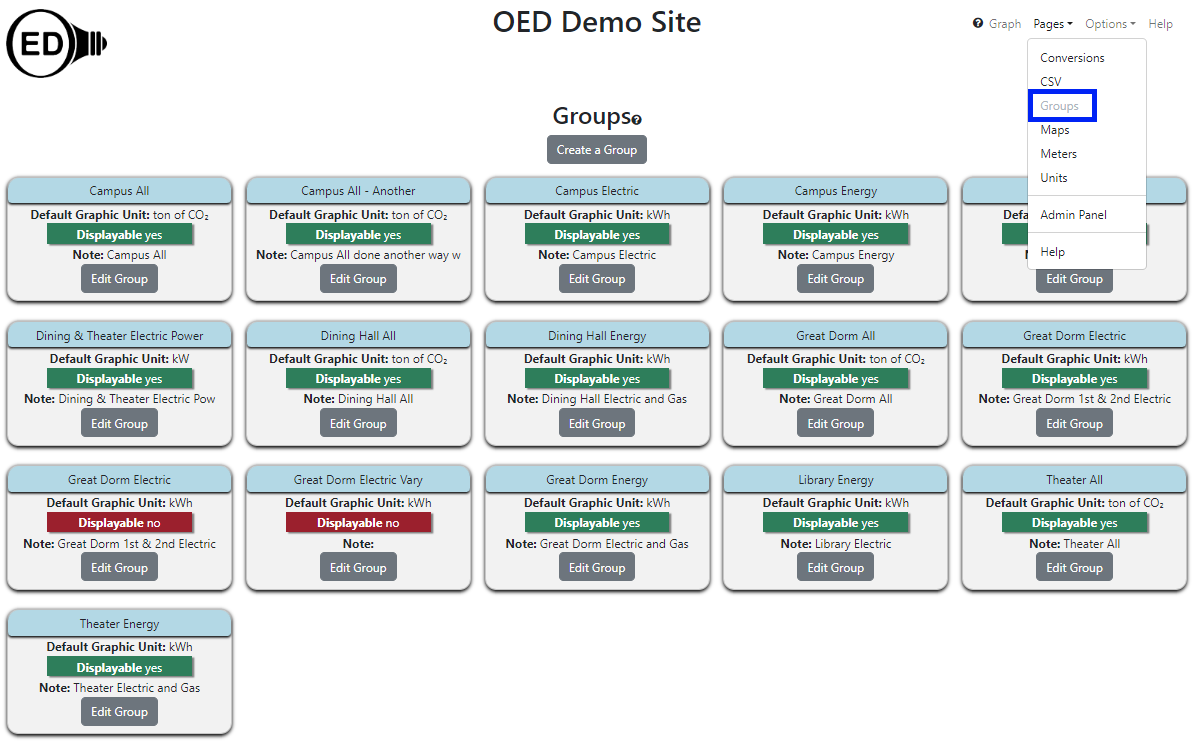 ED
OED Demo Site
Graph Pages Options Help
Conversions
CSV
Groups
Maps
Meters
Units
Admin Panel
Help
Groups
Create a Group
Campus All
Default Graphic Unit: ton of CO₂
Displayable yes
Note: Campus All
Edit Group
Campus All - Another
Default Graphic Unit: ton of CO₂
Displayable yes
Note: Campus All done another way w
Edit Group
Campus Electric
Default Graphic Unit: kWh
Displayable yes
Note: Campus Electric
Edit Group
Campus Energy
Default Graphic Unit: kWh
Displayable yes
Note: Campus Energy
Edit Group
Edit Group
Dining & Theater Electric Power
Default Graphic Unit: kW
Displayable yes
Note: Dining & Theater Electric Pow
Edit Group
Dining Hall All
Default Graphic Unit: ton of CO₂
Displayable yes
Note: Dining Hall All
Edit Group
Dining Hall Energy
Default Graphic Unit: kWh
Displayable yes
Note: Dining Hall Electric and Gas
Edit Group
Great Dorm All
Default Graphic Unit: ton of CO₂
Displayable yes
Note: Great Dorm All
Edit Group
Great Dorm Electric
Default Graphic Unit: kWh
Displayable yes
Note: Great Dorm 1st & 2nd Electric
Edit Group
Great Dorm Electric
Default Graphic Unit: kWh
Displayable no
Note: Great Dorm 1st & 2nd Electric
Edit Group
Great Dorm Electric Vary
Default Graphic Unit: kWh
Displayable no
Note:
Edit Group
Great Dorm Energy
Default Graphic Unit: kWh
Displayable yes
Note: Great Dorm Electric and Gas
Edit Group
Library Energy
Default Graphic Unit: kWh
Displayable yes
Note: Library Electric
Edit Group
Theater All
Default Graphic Unit: ton of CO₂
Displayable yes
Note: Theater All
Edit Group
Theater Energy
Default Graphic Unit: kWh
Displayable yes
Note: Theater Electric and Gas
Edit Group